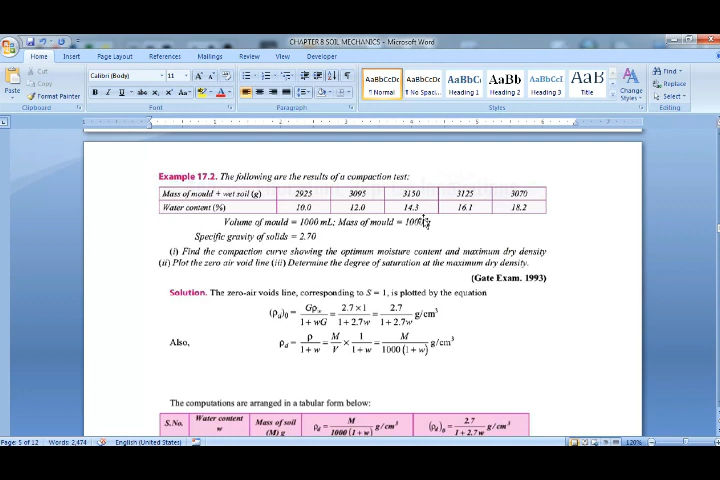 CHAPTER 8 SOIL MECHANICS - Microsoft Word
Home Insert Page Layout References Mailings Review View Developer
Cut
Copy
Format Painter
Paste
Clipboard
Calibri (Body) 11
Font
Paragraph
AaBbCcDc AaBbCcDc AaBbC AaBb AaBbCcI AaB
¶ Normal ¶ No Spaci... Heading 1 Heading 2 Heading 3 Title
Styles
Change Styles
Find
Replace
Select
Editing
Example 17.2. The following are the results of a compaction test:
Mass of mould + wet soil (g) 2925 3095 3150 3125 3070
Water content (%) 10.0 12.0 14.3 16.1 18.2
Volume of mould = 1000 mL; Mass of mould = 1000 g
Specific gravity of solids = 2.70
(i) Find the compaction curve showing the optimum moisture content and maximum dry density
(ii) Plot the zero air void line (iii) Determine the degree of saturation at the maximum dry density.
(Gate Exam. 1993)
Solution. The zero-air voids line, corresponding to S = 1, is plotted by the equation
(ρd)0 = Gρw / (1 + wG) = 2.7 × 1 / (1 + 2.7w) = 2.7 / (1 + 2.7w) g/cm³
Also, ρd = ρ / (1 + w) = M / V × 1 / (1 + w) = M / (1000 (1 + w)) g/cm³
The computations are arranged in a tabular form below:
S.No. Water content w Mass of soil (M) g ρd = M / (1000 (1 + w)) g/cm³ (ρd)0 = 2.7 / (1 + 2.7w) g/cm³
Page: 5 of 12 Words: 2,474 English (United States) 120%